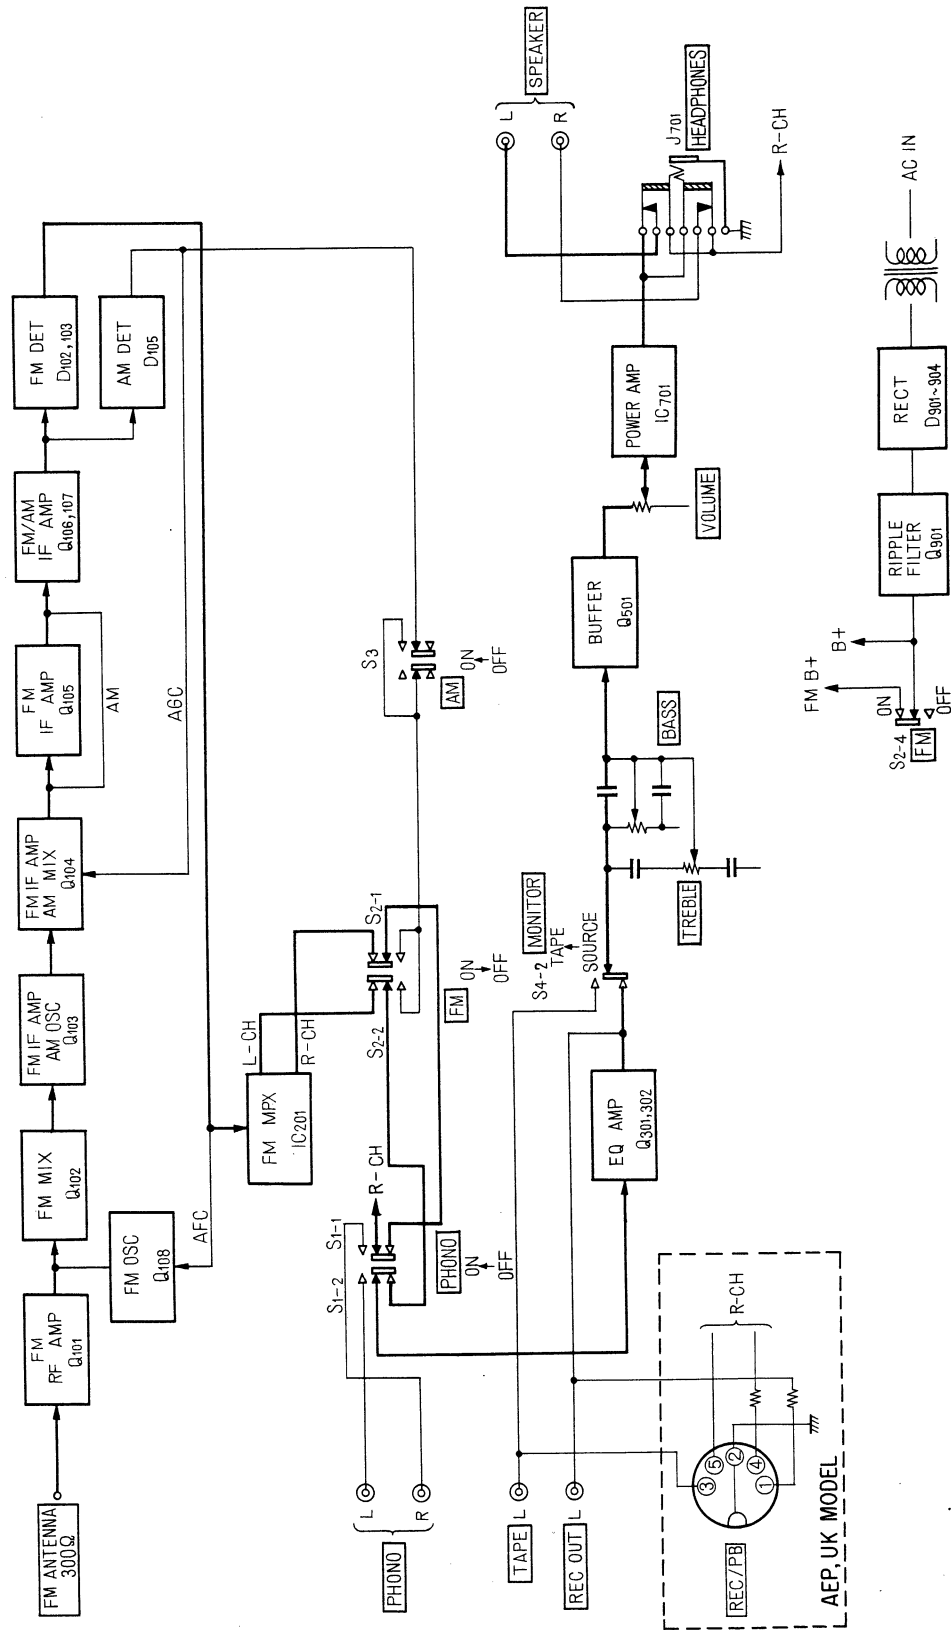 FM ANTENNA
300Ω
FM
RF AMP
Q101
FM MIX
Q102
FM OSC
Q108
AFC
FM IF AMP
AM OSC
Q103
FM IF AMP
AM MIX
Q104
FM
IF AMP
Q105
AM
AGC
FM/AM
IF AMP
Q106,107
FM DET
D102,103
AM DET
D105
FM MPX
IC201
L-CH
R-CH
S2-1
S2-2
FM
ON
OFF
S3
AM
ON
OFF
PHONO
L
R
S1-1
S1-2
R-CH
PHONO
ON
OFF
TAPE
L
REC OUT
L
EQ AMP
Q301,302
S4-2
MONITOR
TAPE
SOURCE
TREBLE
BASS
BUFFER
Q501
VOLUME
POWER AMP
IC701
SPEAKER
L
R
J701
HEADPHONES
R-CH
REC/PB
3
5
2
4
1
R-CH
AEP, UK MODEL
S2-4
FM
ON
OFF
FM B+
B+
RIPPLE
FILTER
Q901
RECT
D901~904
AC IN